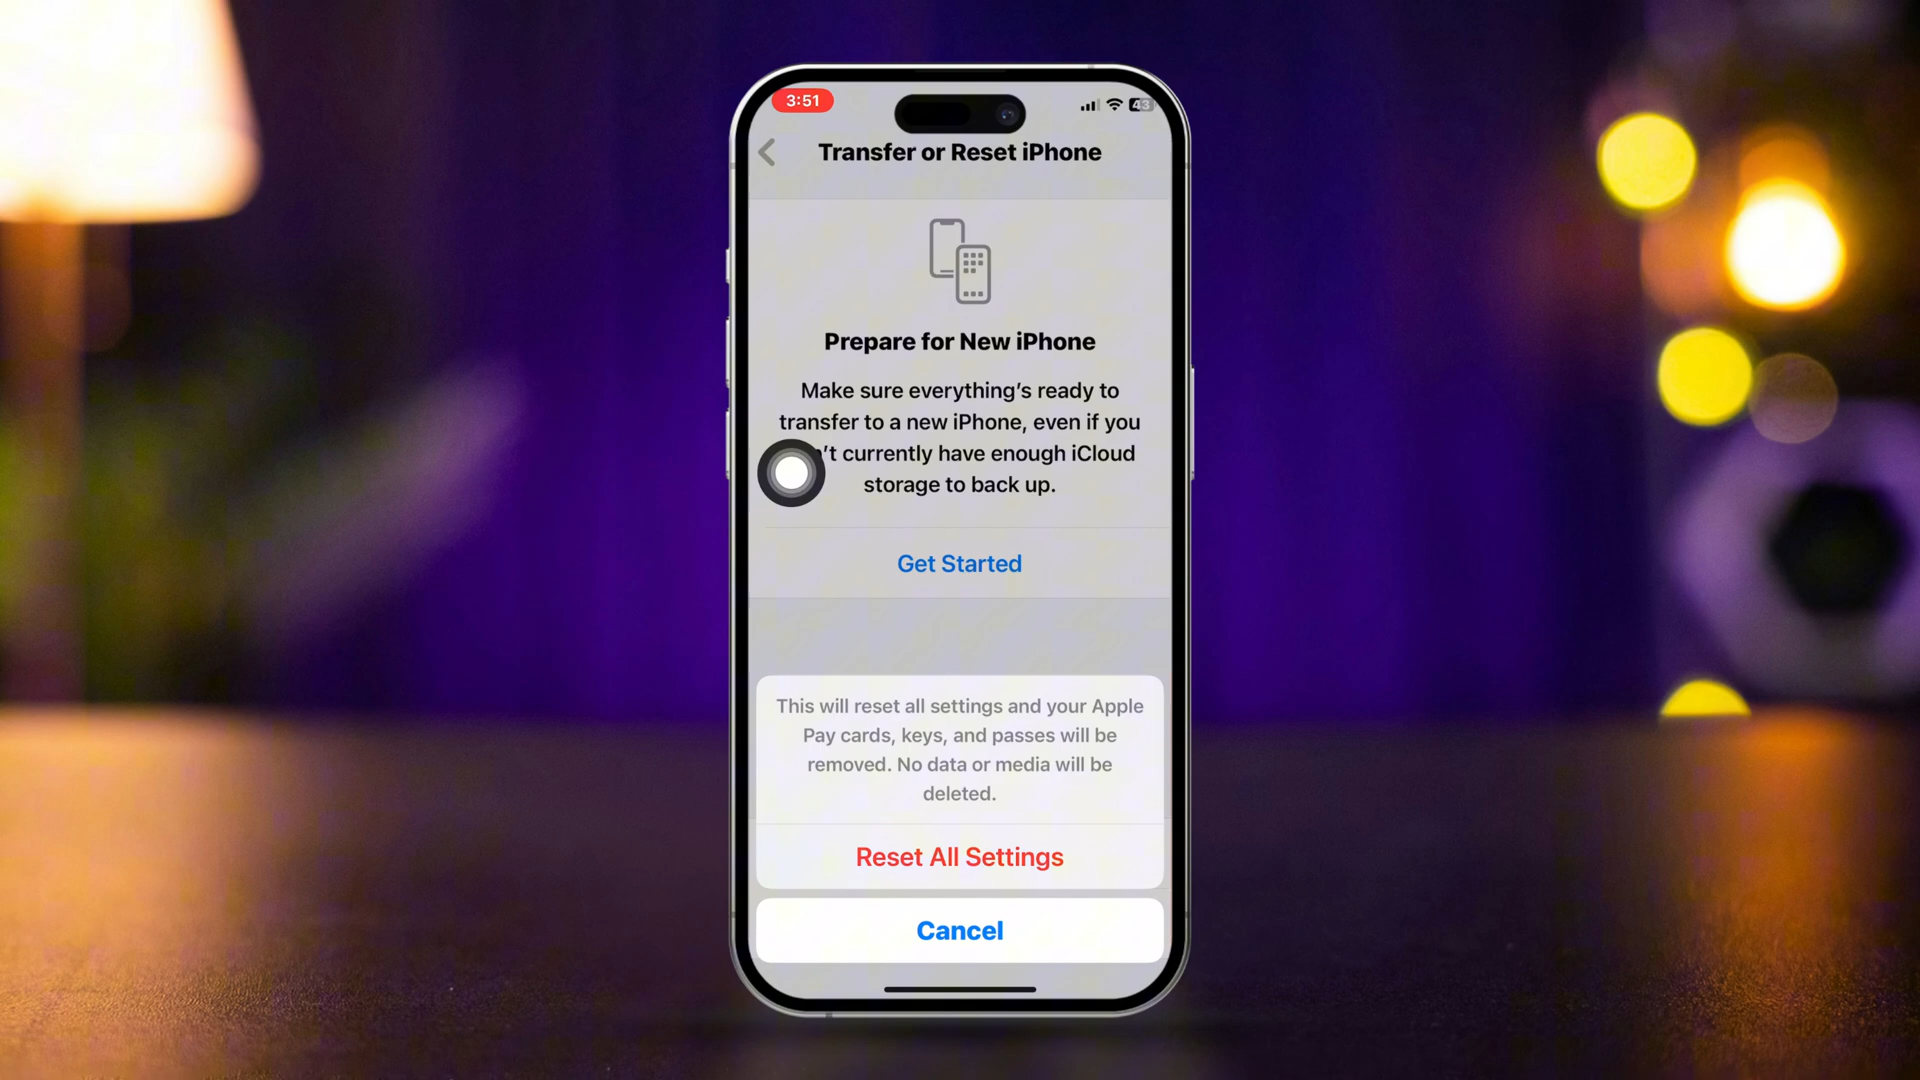 3:51
43
Transfer or Reset iPhone
Prepare for New iPhone
Make sure everything's ready to
transfer to a new iPhone, even if you
't currently have enough iCloud
storage to back up.
Get Started
This will reset all settings and your Apple
Pay cards, keys, and passes will be
removed. No data or media will be
deleted.
Reset All Settings
Cancel